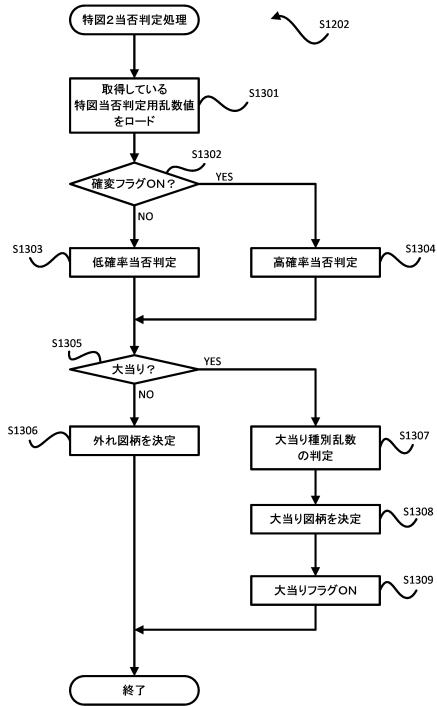 特図２当否判定処理
S1202
取得している
特図当否判定用乱数値
をロード
S1301
S1302
確変フラグＯＮ？
YES
NO
S1303
低確率当否判定
高確率当否判定
S1304
S1305
大当り？
YES
NO
S1306
外れ図柄を決定
大当り種別乱数
の判定
S1307
大当り図柄を決定
S1308
大当りフラグＯＮ
S1309
終了